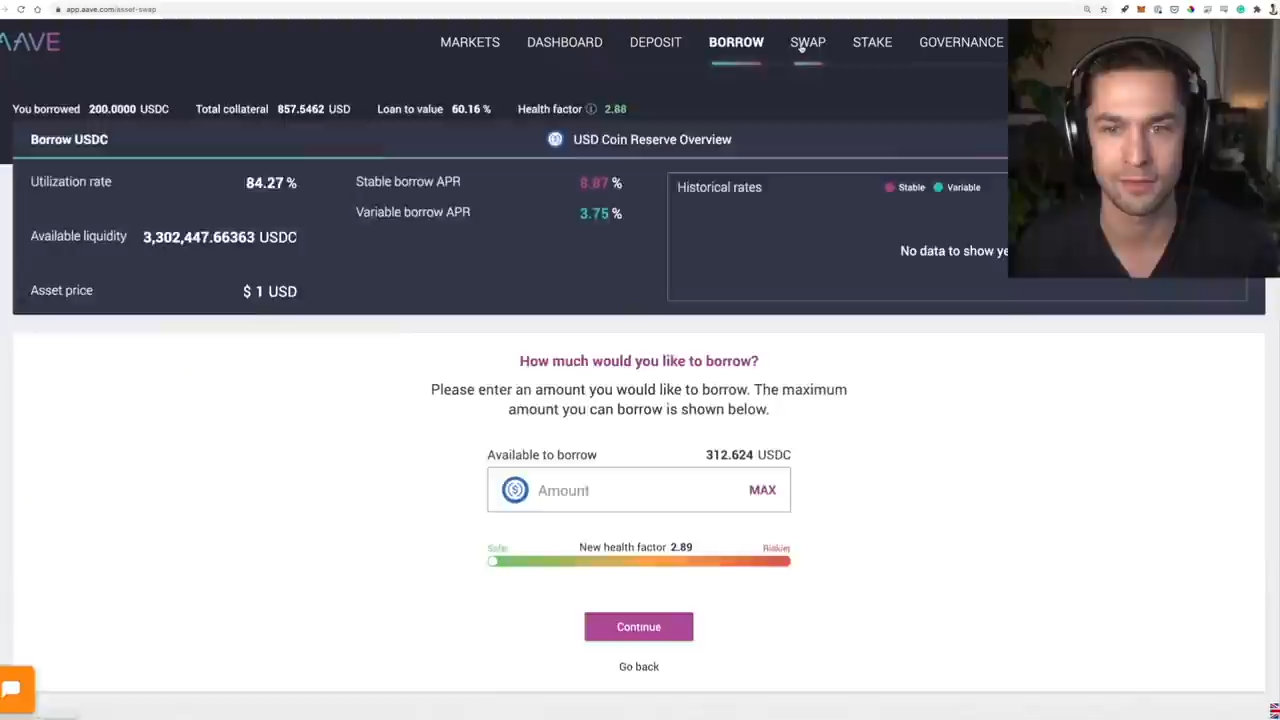 app.aave.com/asset-swap
AAVE
MARKETS DASHBOARD DEPOSIT BORROW SWAP STAKE GOVERNANCE
You borrowed 200.0000 USDC Total collateral 857.5462 USD Loan to value 60.16 % Health factor 2.88
Borrow USDC
USD Coin Reserve Overview
Utilization rate 84.27 %
Stable borrow APR 8.87 %
Historical rates Stable Variable
Variable borrow APR 3.75 %
Available liquidity 3,302,447.66363 USDC
No data to show ye
Asset price $ 1 USD
How much would you like to borrow?
Please enter an amount you would like to borrow. The maximum
amount you can borrow is shown below.
Available to borrow 312.624 USDC
Amount MAX
Safer New health factor 2.89 Riskier
Continue
Go back